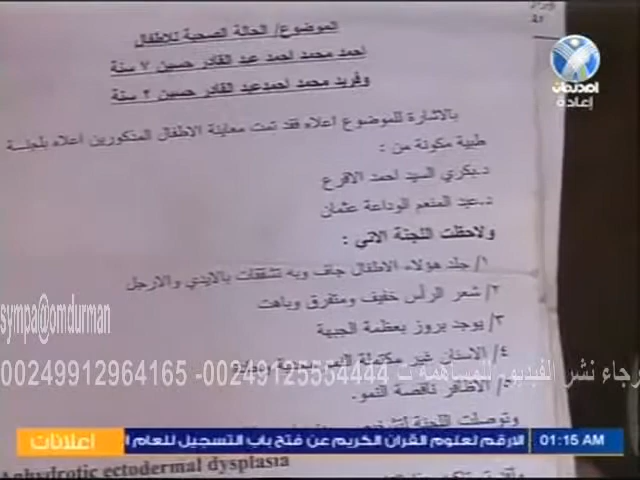 الموضوع/ الحالة الصحية للاطفال
احمد محمد احمد عبد القادر حسين ٧ سنة
وفريد محمد احمدعبد القادر حسين ٢ سنة
بالاشارة للموضوع اعلاه فقد تمت معاينة الاطفال المذكورين اعلاه بلجنة
طبية مكونة من :
د.بكري السيد احمد الاقرع
د.عبد المنعم الوداعة عثمان
ولاحظت اللجنة الاتي :
١/ جلد هؤلاء الاطفال جاف وبه تشققات بالايدي والارجل
٢/ شعر الرأس خفيف ومتفرق وباهت
٣/ يوجد بروز بعظمة الجبهة
٤/ الاسنان غير مكتملة
٥/ الاظافر ناقصة النمو.
وتوصلت اللجنة
Anhydrotic ectodermal dysplasia
امدرمان
إعادة
sympa@omdurman
رجاء نشر الفيديو للمساهمة ت 00249125554444 -00249912964165
01:15 AM
الارقم لعلوم القران الكريم عن فتح باب التسجيل للعام ا
إعلانات